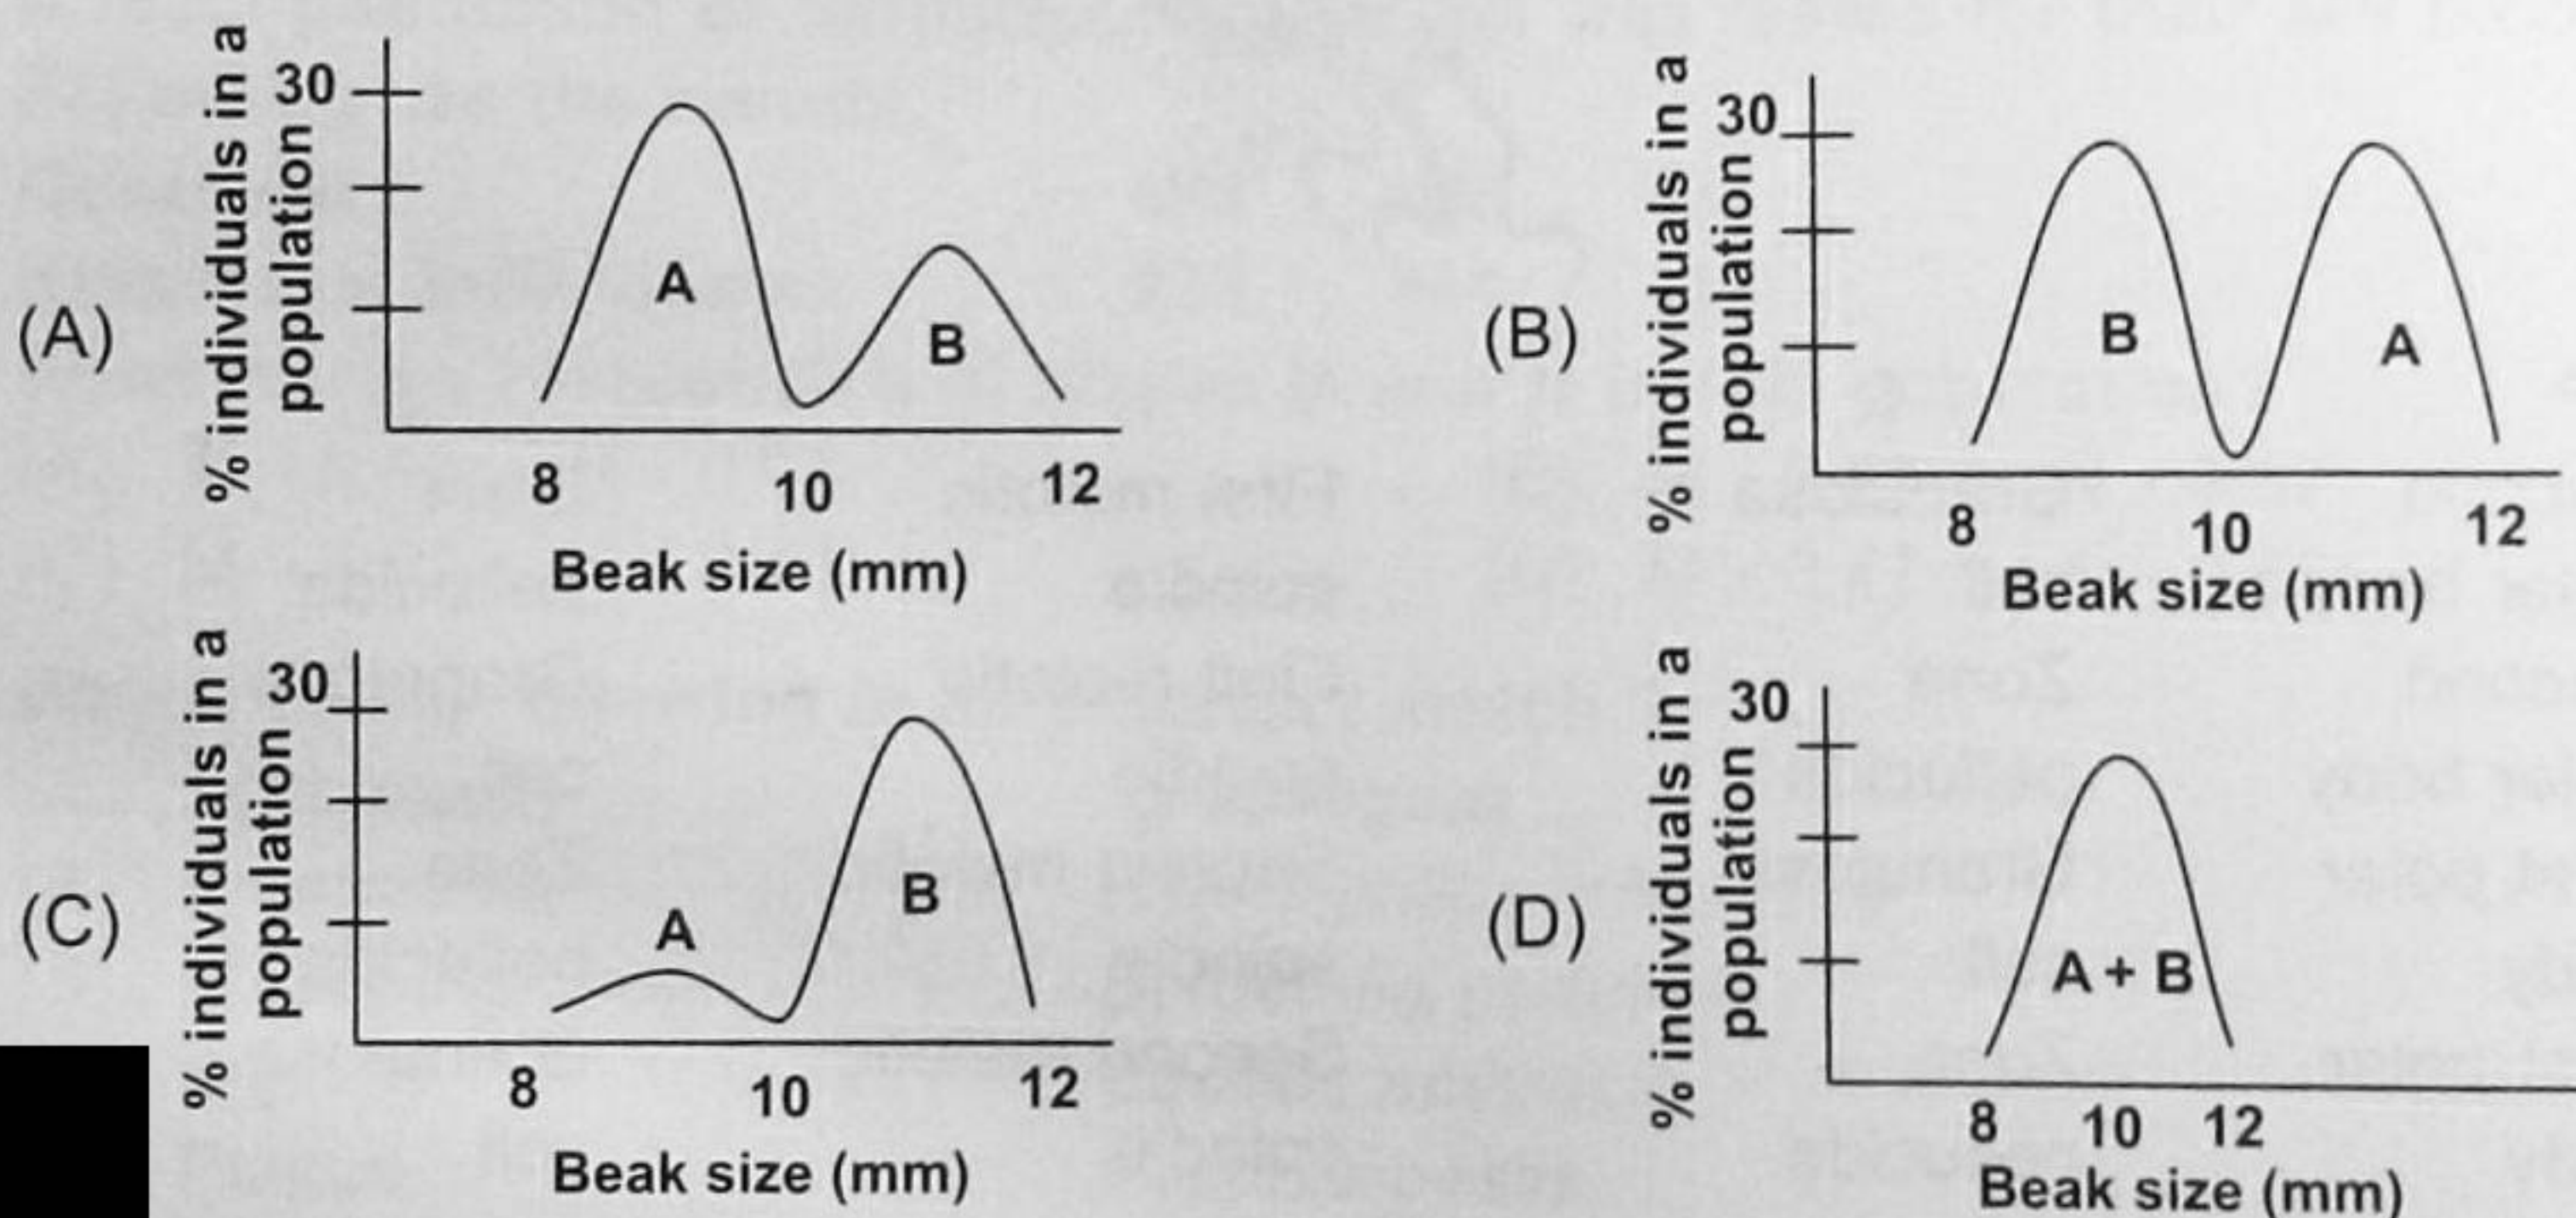 (A)
% individuals in a
population
30
A
B
8 10 12
Beak size (mm)
(B)
% individuals in a
population
30
B
A
8 10 12
Beak size (mm)
(C)
% individuals in a
population
30
A
B
8 10 12
Beak size (mm)
(D)
% individuals in a
population
30
A + B
8 10 12
Beak size (mm)